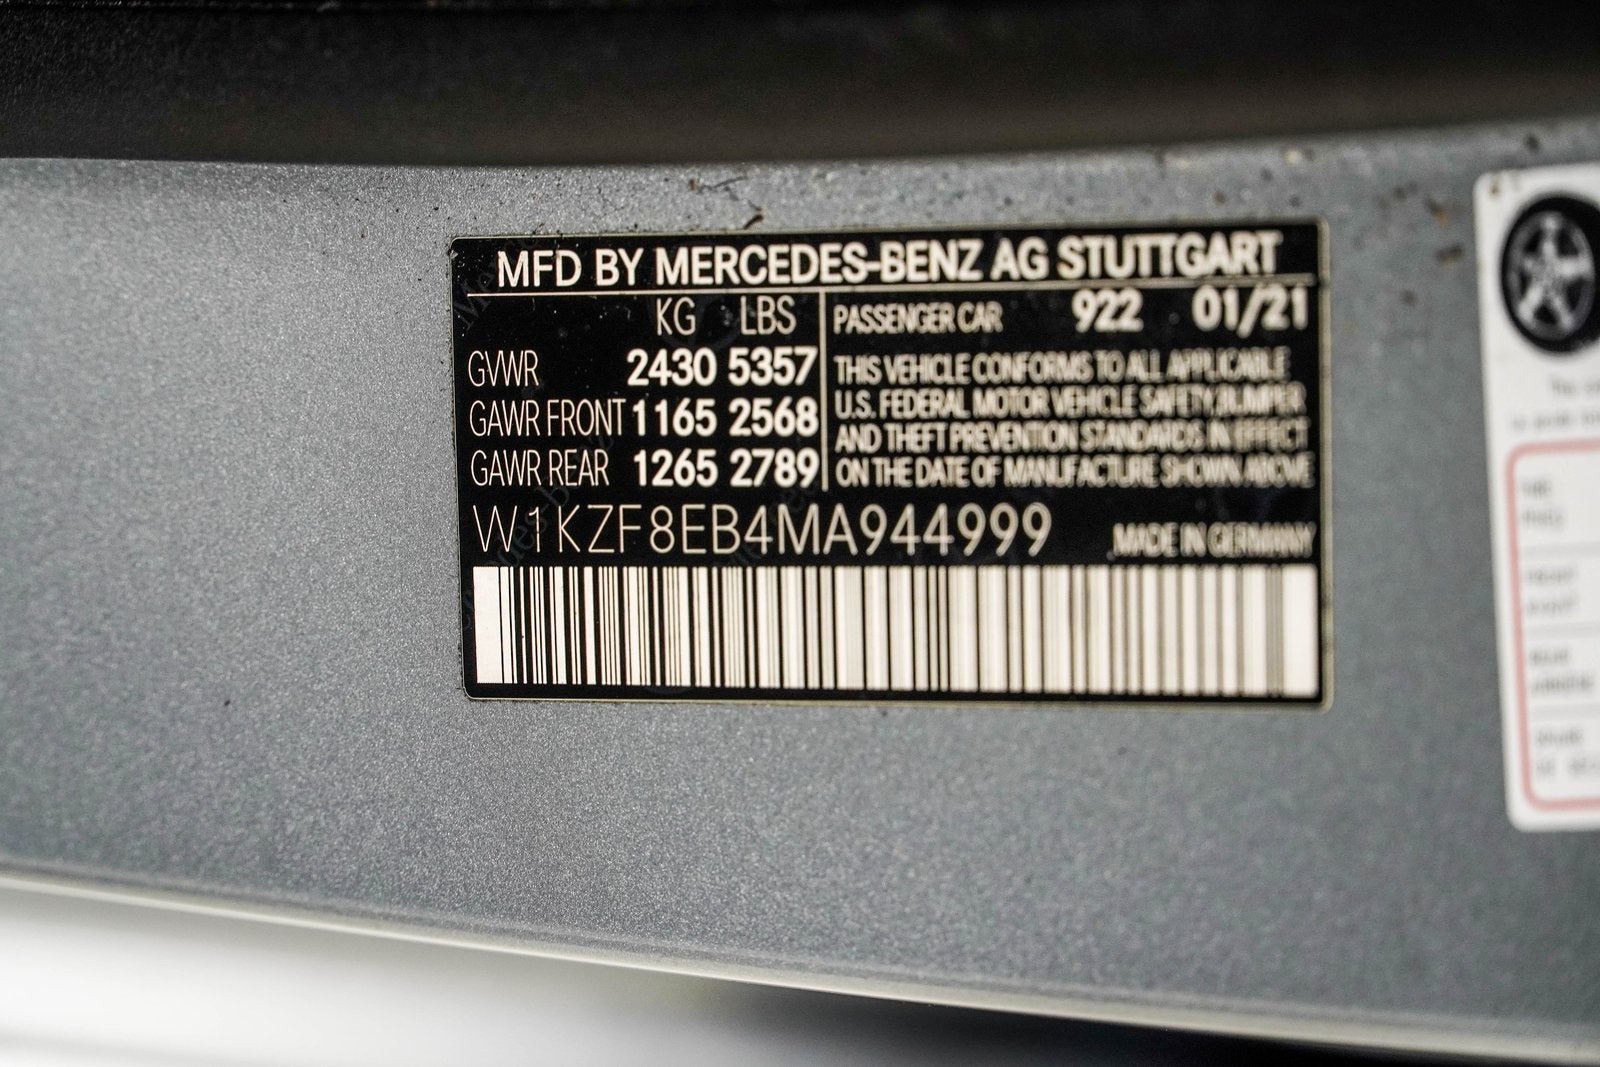 MFD BY MERCEDES-BENZ AG STUTTGART
KG LBS
GVWR 2430 5357
GAWR FRONT 1165 2568
GAWR REAR 1265 2789
PASSENGER CAR 922 01/21
THIS VEHICLE CONFORMS TO ALL APPLICABLE
U.S. FEDERAL MOTOR VEHICLE SAFETY, BUMPER
AND THEFT PREVENTION STANDARDS IN EFFECT
ON THE DATE OF MANUFACTURE SHOWN ABOVE
W1KZF8EB4MA944999
MADE IN GERMANY